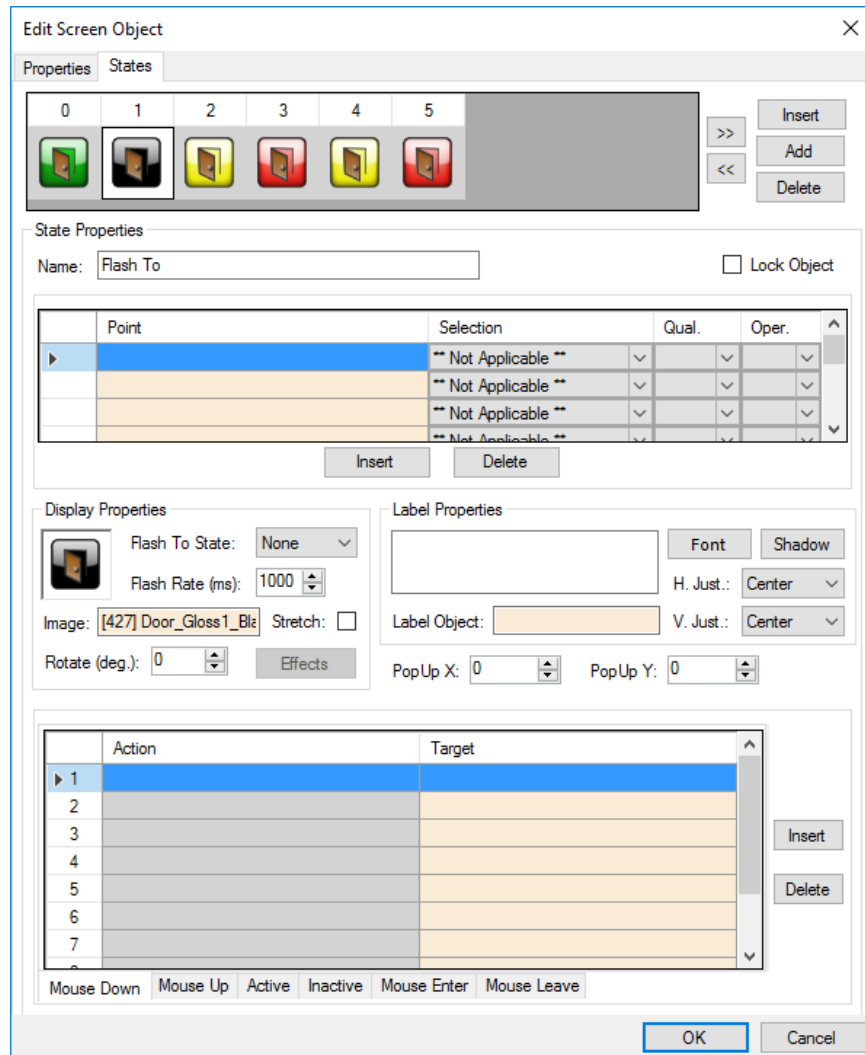 Edit Screen Object
Properties States
0 1 2 3 4 5
>> Insert
<< Add
Delete
State Properties
Name: Flash To Lock Object
Point Selection Qual. Oper.
** Not Applicable **
** Not Applicable **
** Not Applicable **
** Not Applicable **
Insert Delete
Display Properties Label Properties
Flash To State: None Font Shadow
Flash Rate (ms): 1000 H. Just.: Center
Image: [427] Door_Gloss1_Bla Stretch: Label Object: V. Just.: Center
Rotate (deg.): 0 Effects PopUp X: 0 PopUp Y: 0
Action Target
1
2
3 Insert
4
5 Delete
6
7
8
Mouse Down Mouse Up Active Inactive Mouse Enter Mouse Leave
OK Cancel